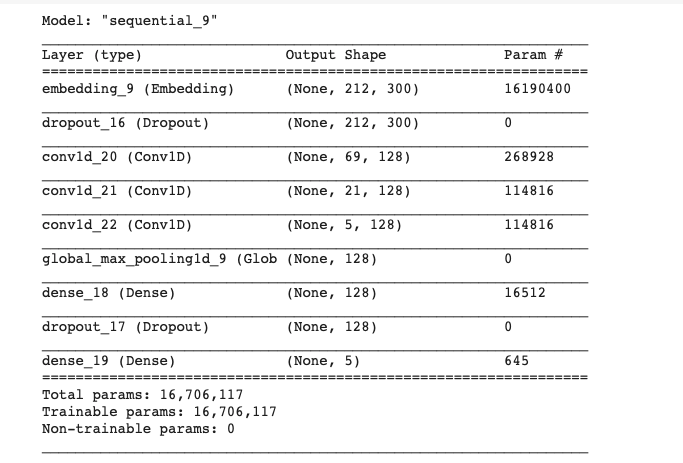 Model: "sequential_9"
Layer (type) Output Shape Param #
embedding_9 (Embedding) (None, 212, 300) 16190400
dropout_16 (Dropout) (None, 212, 300) 0
conv1d_20 (Conv1D) (None, 69, 128) 268928
conv1d_21 (Conv1D) (None, 21, 128) 114816
conv1d_22 (Conv1D) (None, 5, 128) 114816
global_max_pooling1d_9 (Glob (None, 128) 0
dense_18 (Dense) (None, 128) 16512
dropout_17 (Dropout) (None, 128) 0
dense_19 (Dense) (None, 5) 645
Total params: 16,706,117
Trainable params: 16,706,117
Non-trainable params: 0